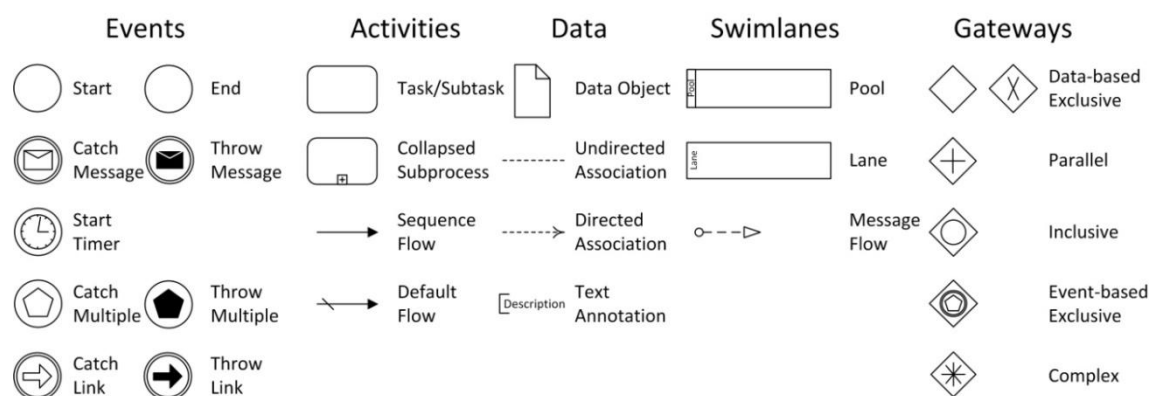 Events
Activities
Data
Swimlanes
Gateways
Start
End
Task/Subtask
Data Object
Pool
Pool
Data-based
Exclusive
X
Catch
Message
Throw
Message
Collapsed
Subprocess
Undirected
Association
Lane
Lane
Parallel
Start
Timer
Sequence
Flow
Directed
Association
Message
Flow
Inclusive
Catch
Multiple
Throw
Multiple
Default
Flow
Description
Text
Annotation
Event-based
Exclusive
Catch
Link
Throw
Link
Complex